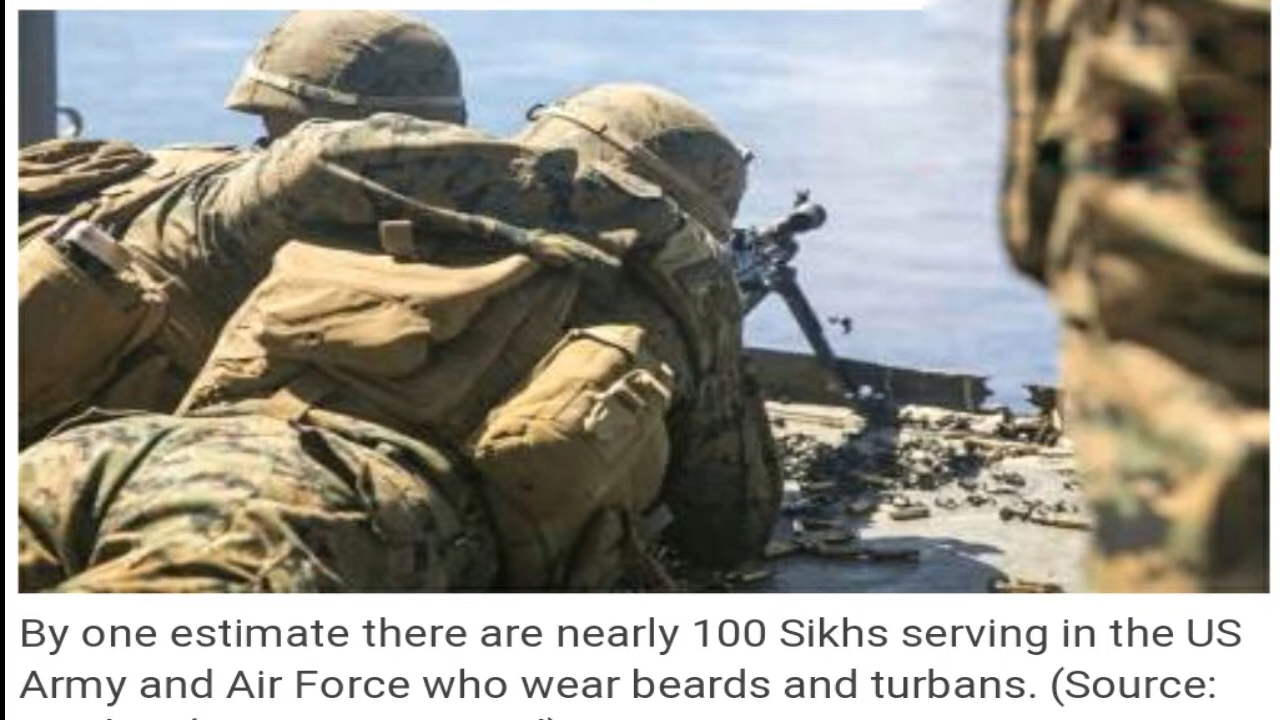 By one estimate there are nearly 100 Sikhs serving in the US
Army and Air Force who wear beards and turbans. (Source: